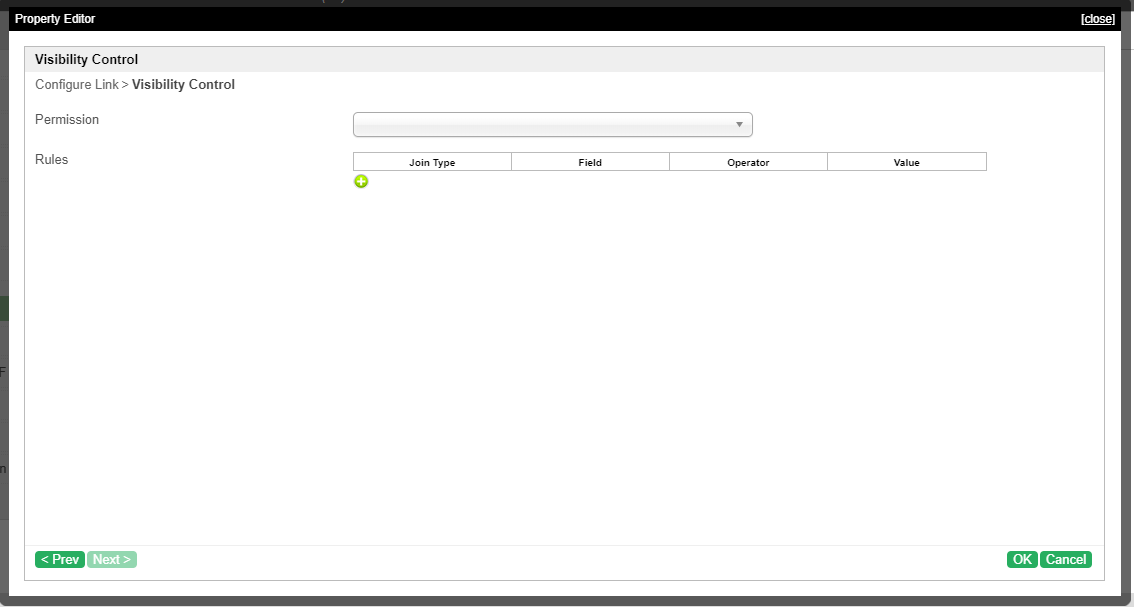 Property Editor [close]
Visibility Control
Configure Link > Visibility Control
Permission
Rules
Join Type Field Operator Value
F
n
< Prev Next > OK Cancel